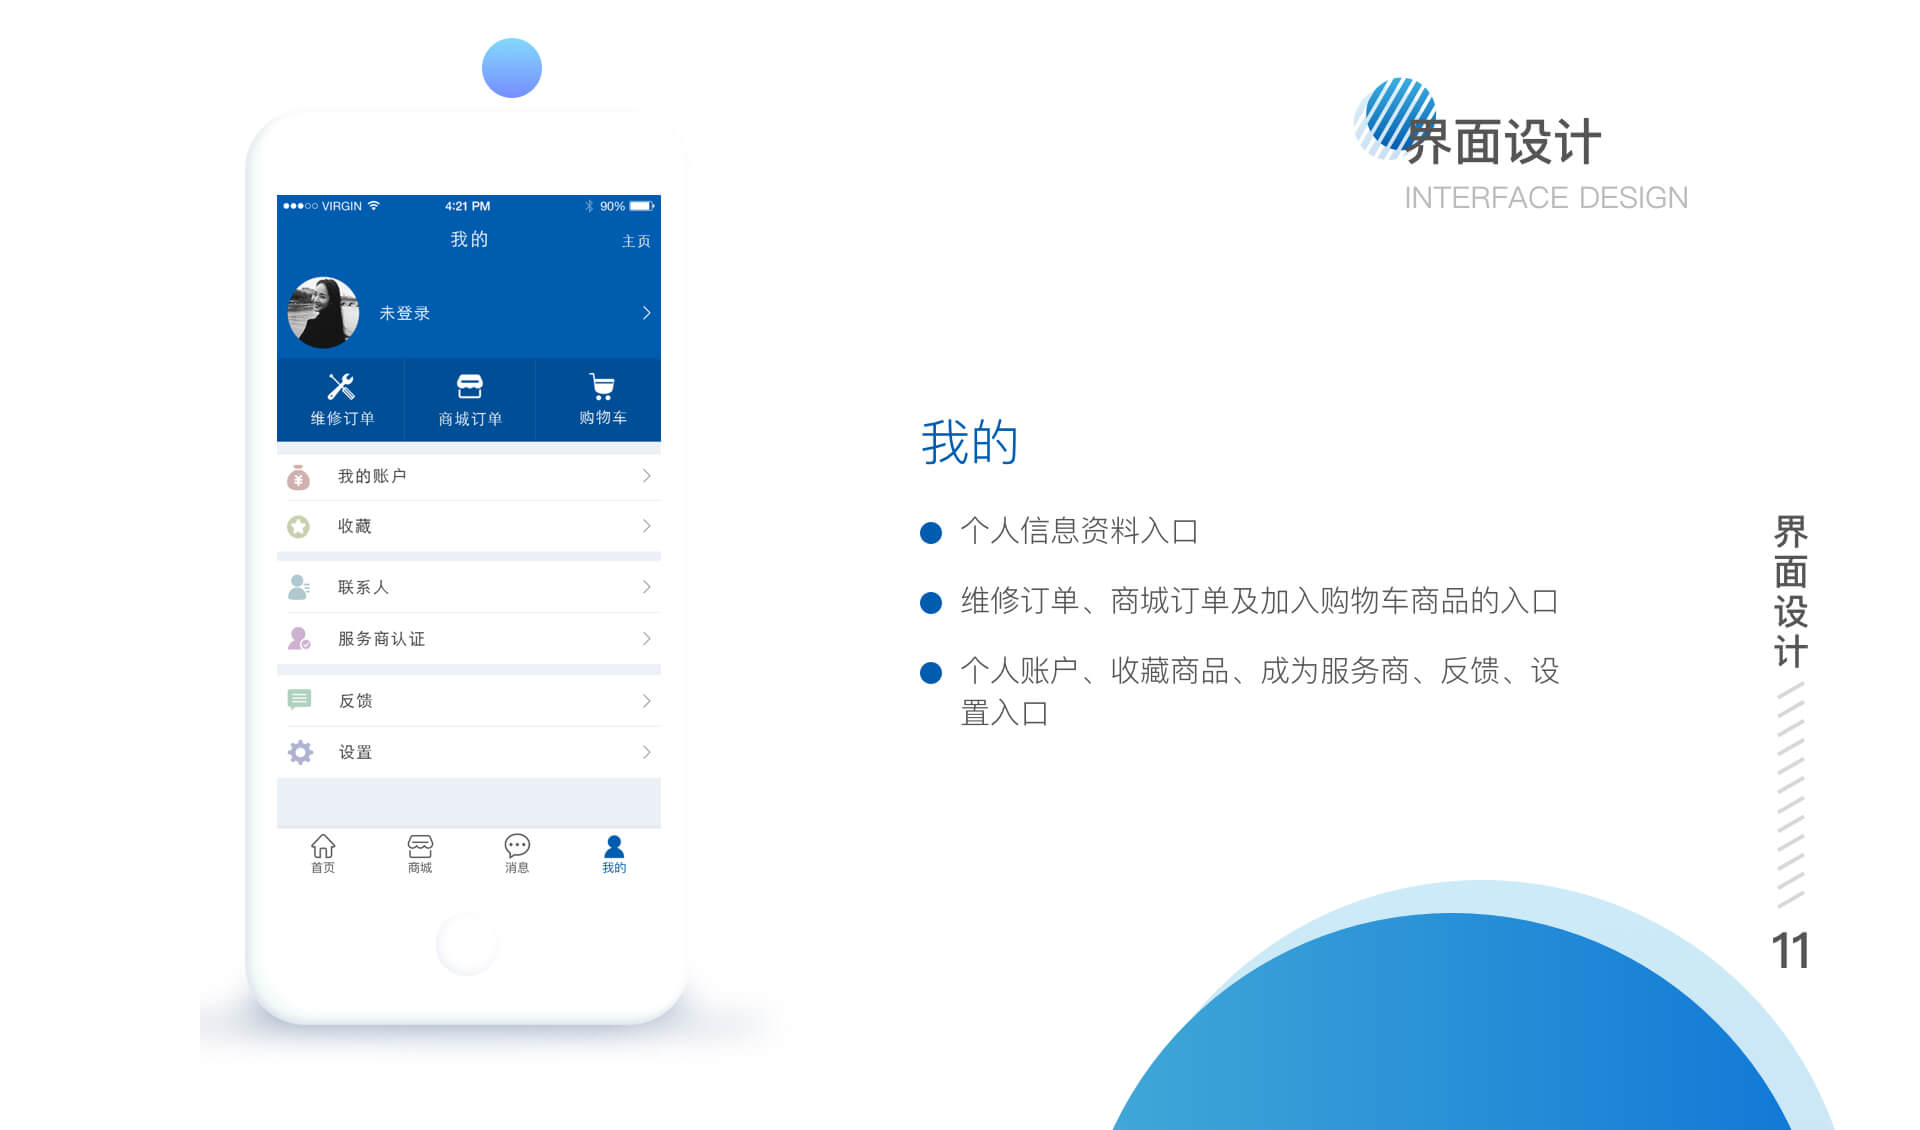 界面设计
INTERFACE DESIGN
VIRGIN 4:21 PM 90%
我的 主页
未登录
维修订单 商城订单 购物车
¥ 我的账户
收藏
联系人
服务商认证
反馈
设置
首页 商城 消息 我的
我的
个人信息资料入口
维修订单、商城订单及加入购物车商品的入口
个人账户、收藏商品、成为服务商、反馈、设
置入口
界面设计
11